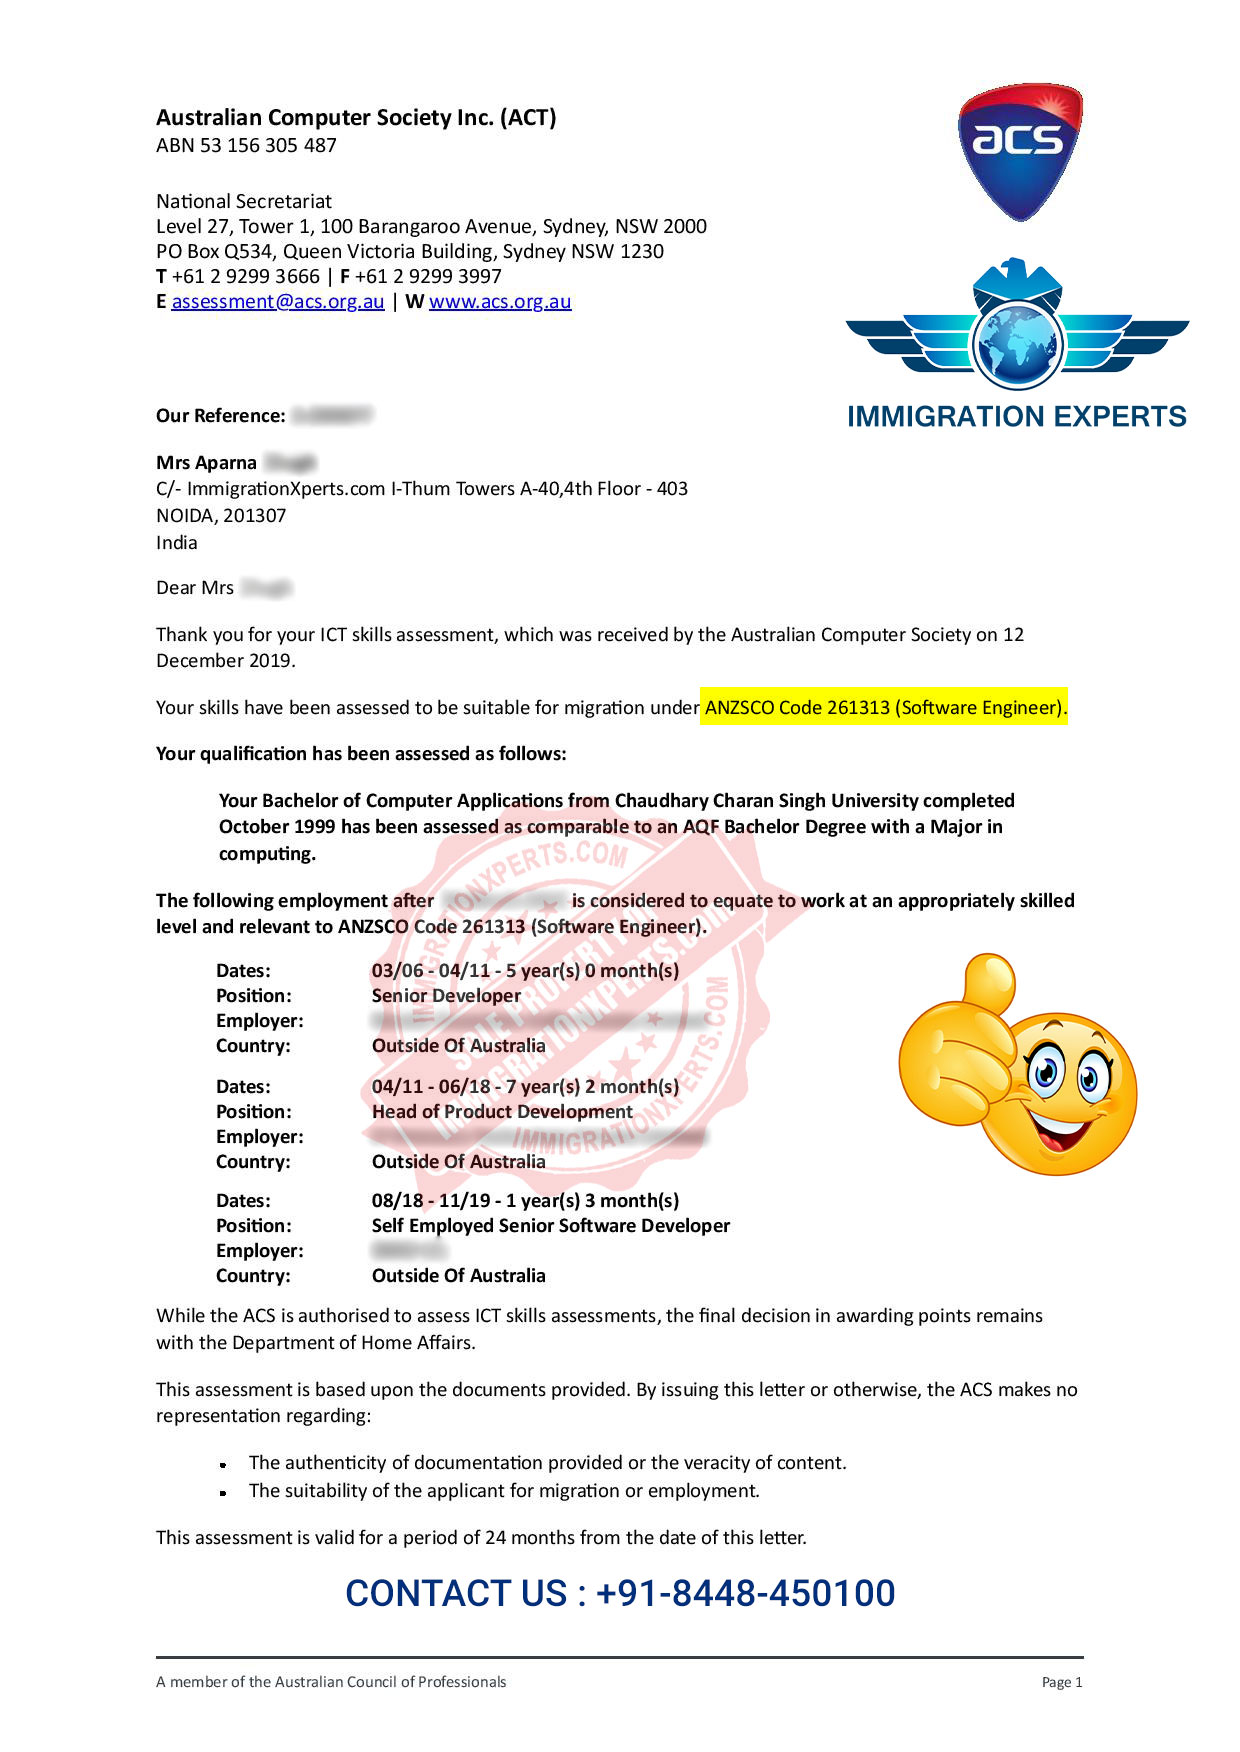 Australian Computer Society Inc. (ACT)
ABN 53 156 305 487
acs
National Secretariat
Level 27, Tower 1, 100 Barangaroo Avenue, Sydney, NSW 2000
PO Box Q534, Queen Victoria Building, Sydney NSW 1230
T +61 2 9299 3666 | F +61 2 9299 3997
E assessment@acs.org.au | W www.acs.org.au
IMMIGRATION EXPERTS
Our Reference:
Mrs Aparna
C/- ImmigrationXperts.com I-Thum Towers A-40,4th Floor - 403
NOIDA, 201307
India
Dear Mrs
Thank you for your ICT skills assessment, which was received by the Australian Computer Society on 12
December 2019.
Your skills have been assessed to be suitable for migration under ANZSCO Code 261313 (Software Engineer).
Your qualification has been assessed as follows:
Your Bachelor of Computer Applications from Chaudhary Charan Singh University completed
October 1999 has been assessed as comparable to an AQF Bachelor Degree with a Major in
computing.
The following employment after is considered to equate to work at an appropriately skilled
level and relevant to ANZSCO Code 261313 (Software Engineer).
Dates: 03/06 - 04/11 - 5 year(s) 0 month(s)
Position: Senior Developer
Employer:
Country: Outside Of Australia
Dates: 04/11 - 06/18 - 7 year(s) 2 month(s)
Position: Head of Product Development
Employer:
Country: Outside Of Australia
Dates: 08/18 - 11/19 - 1 year(s) 3 month(s)
Position: Self Employed Senior Software Developer
Employer:
Country: Outside Of Australia
IMMIGRATIONXPERTS.COM
SOLE PROPERTY OF
IMMIGRATIONXPERTS.COM
IMMIGRATIONXPERTS.COM
While the ACS is authorised to assess ICT skills assessments, the final decision in awarding points remains
with the Department of Home Affairs.
This assessment is based upon the documents provided. By issuing this letter or otherwise, the ACS makes no
representation regarding:
▪ The authenticity of documentation provided or the veracity of content.
▪ The suitability of the applicant for migration or employment.
This assessment is valid for a period of 24 months from the date of this letter.
CONTACT US : +91-8448-450100
A member of the Australian Council of Professionals Page 1